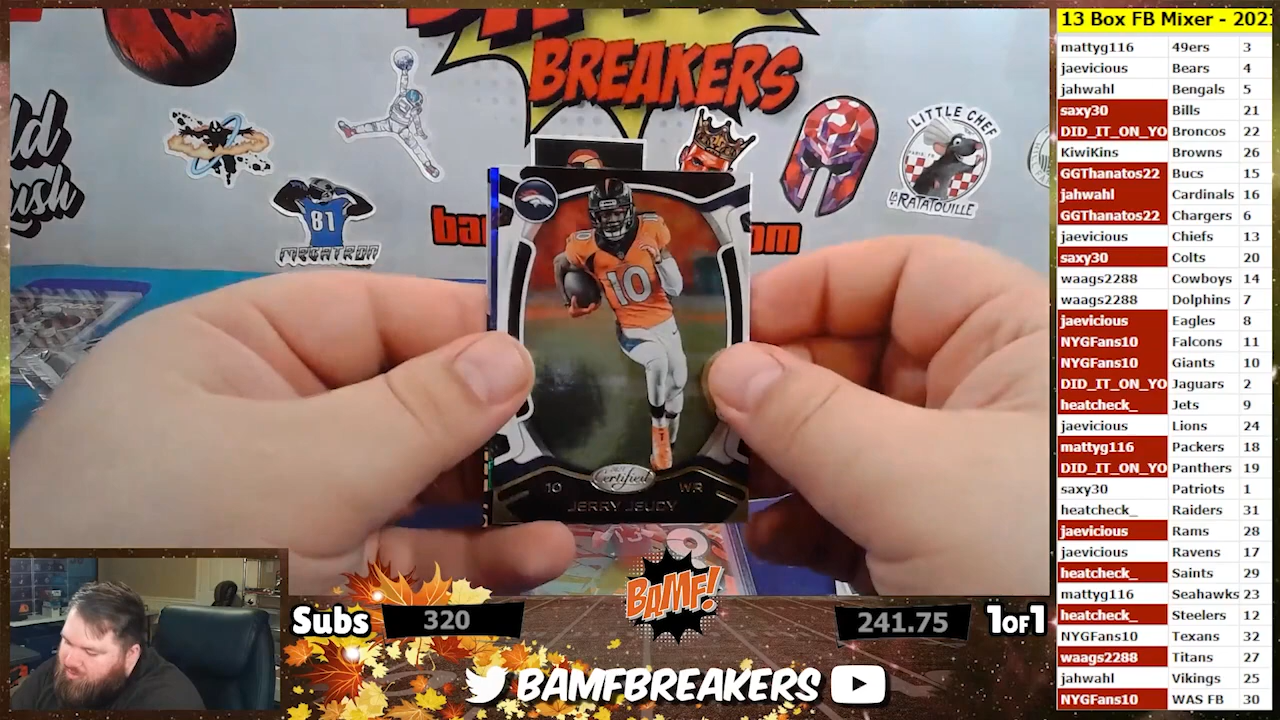 BREAKERS
81
MEGATRON
LITTLE CHEF
LA RATATOUILLE
10
Certified
10 WR
JERRY JEUDY
BAMF!
Subs 320
241.75 1OF1
BAMFBREAKERS
13 Box FB Mixer - 2021
mattyg116 49ers 3
jaevicious Bears 4
jahwahl Bengals 5
saxy30 Bills 21
DID_IT_ON_YO Broncos 22
KiwiKins Browns 26
GGThanatos22 Bucs 15
jahwahl Cardinals 16
GGThanatos22 Chargers 6
jaevicious Chiefs 13
saxy30 Colts 20
waags2288 Cowboys 14
waags2288 Dolphins 7
jaevicious Eagles 8
NYGFans10 Falcons 11
NYGFans10 Giants 10
DID_IT_ON_YO Jaguars 2
heatcheck_ Jets 9
jaevicious Lions 24
mattyg116 Packers 18
DID_IT_ON_YO Panthers 19
saxy30 Patriots 1
heatcheck_ Raiders 31
jaevicious Rams 28
jaevicious Ravens 17
heatcheck_ Saints 29
mattyg116 Seahawks 23
heatcheck_ Steelers 12
NYGFans10 Texans 32
waags2288 Titans 27
jahwahl Vikings 25
NYGFans10 WAS FB 30